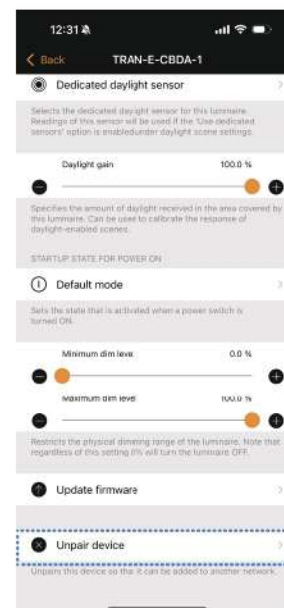 12:31
Back TRAN-E-CBDA-1
Dedicated daylight sensor
Selects the dedicated daylight sensor for this luminaire.
Readings of this sensor will be used if the 'Use dedicated
sensors' option is enabledunder daylight scene settings.
Daylight gain 100.0 %
Specifies the amount of daylight received in the area covered by
this luminaire. Can be used to calibrate the response of
daylight-enabled scenes.
STARTUP STATE FOR POWER ON
Default mode
Sets the state that is activated when a power switch is
turned ON.
Minimum dim level 0.0 %
Maximum dim level 100.0 %
Restricts the physical dimming range of the luminaire. Note that
regardless of this setting 0% will turn the luminaire OFF.
Update firmware
Unpair device
Unpairs this device so that it can be added to another network.